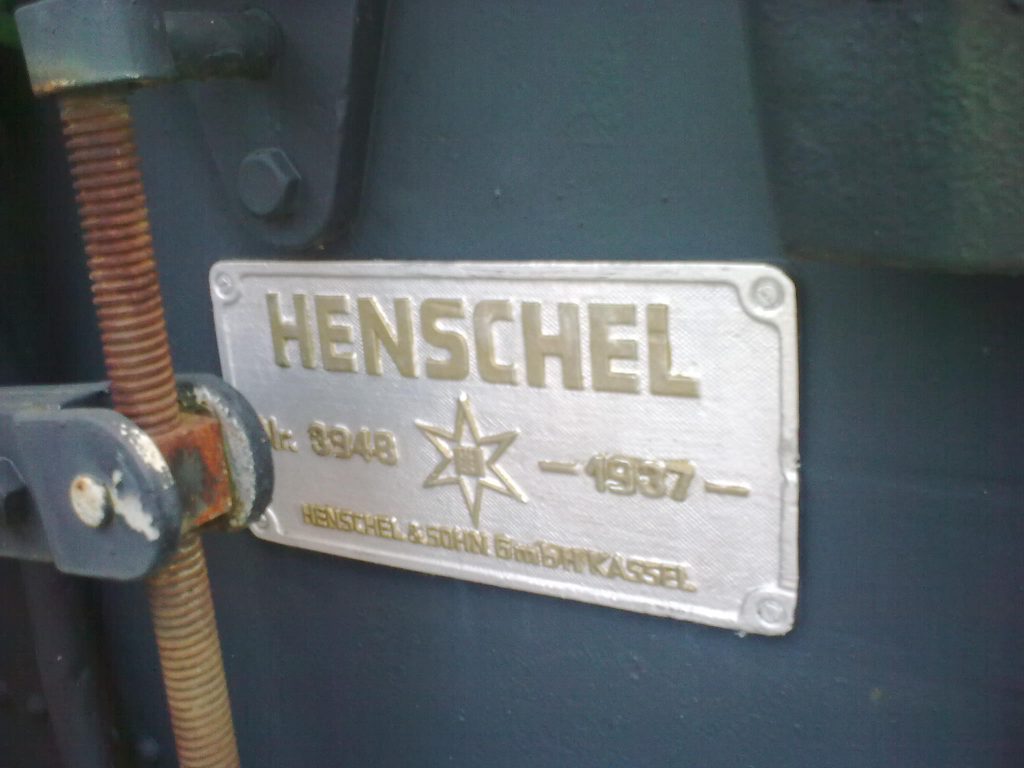 HENSCHEL
Nr. 3948 — 1937 —
HENSCHEL & SOHN GmbH/KASSEL